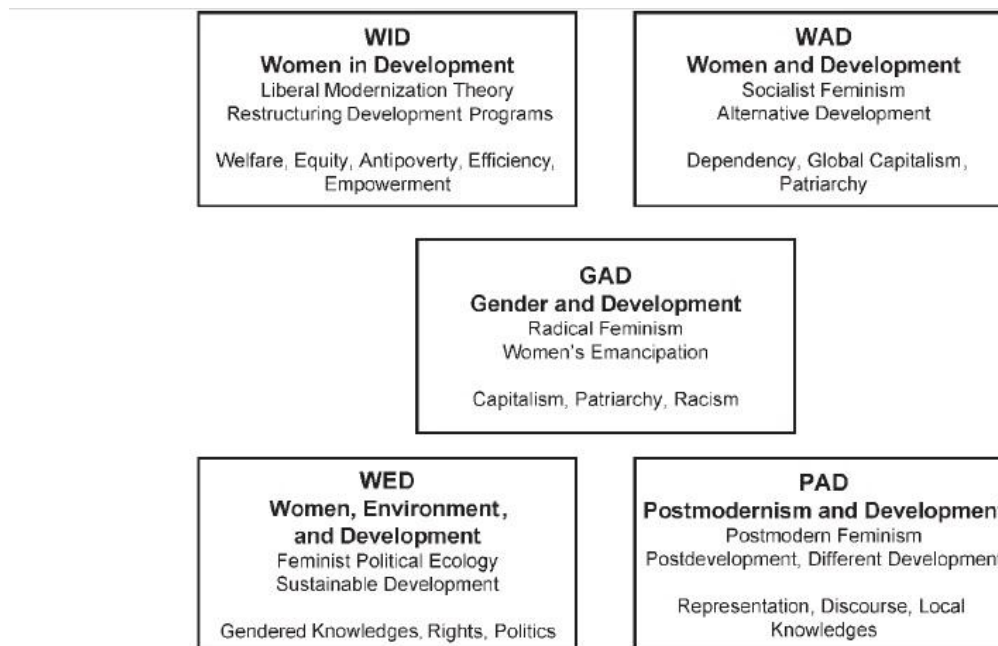 WID
Women in Development
Liberal Modernization Theory
Restructuring Development Programs
Welfare, Equity, Antipoverty, Efficiency,
Empowerment
WAD
Women and Development
Socialist Feminism
Alternative Development
Dependency, Global Capitalism,
Patriarchy
GAD
Gender and Development
Radical Feminism
Women's Emancipation
Capitalism, Patriarchy, Racism
WED
Women, Environment,
and Development
Feminist Political Ecology
Sustainable Development
Gendered Knowledges, Rights, Politics
PAD
Postmodernism and Development
Postmodern Feminism
Postdevelopment, Different Development
Representation, Discourse, Local
Knowledges